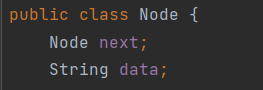 public class Node {
    Node next;
    String data;